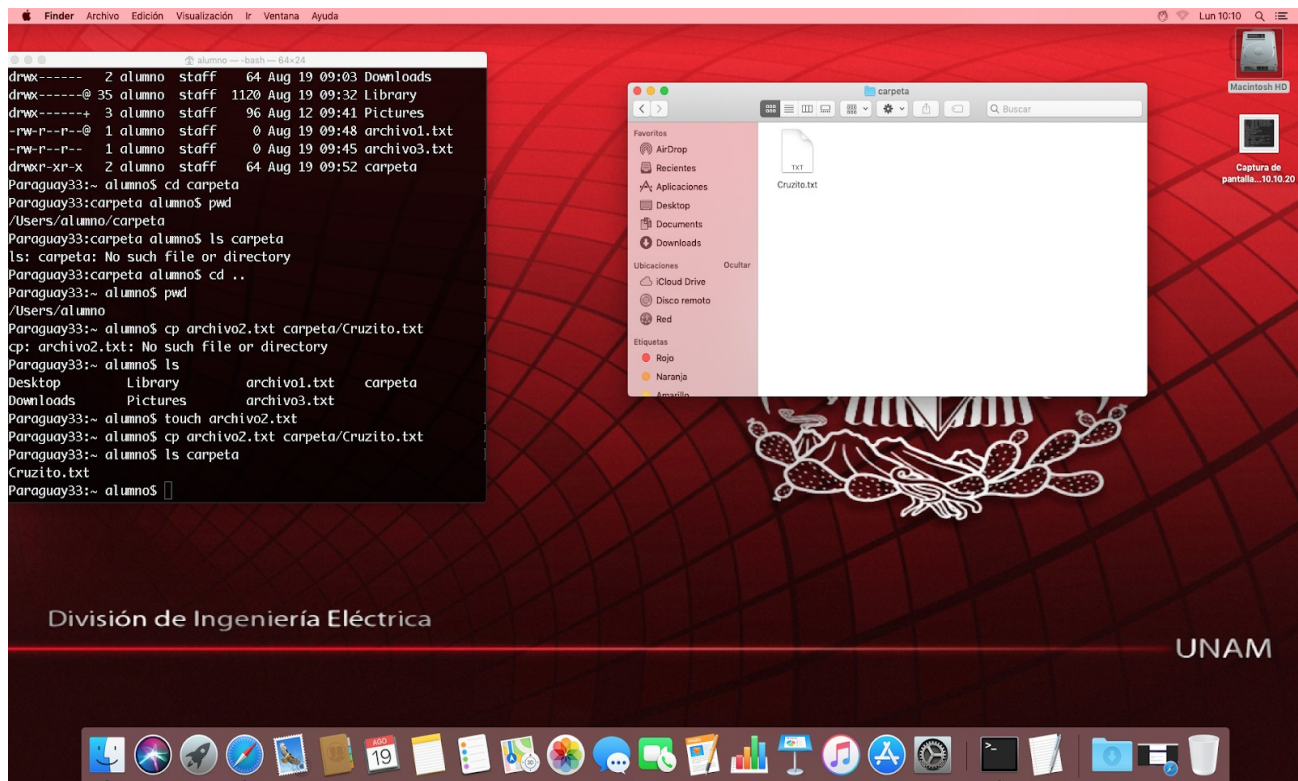 Finder Archivo Edición Visualización Ir Ventana Ayuda
Lun 10:10
alumno — -bash — 64×24
drwx------ 2 alumno staff 64 Aug 19 09:03 Downloads
drwx------@ 35 alumno staff 1120 Aug 19 09:32 Library
drwx------+ 3 alumno staff 96 Aug 12 09:41 Pictures
-rw-r--r--@ 1 alumno staff 0 Aug 19 09:48 archivo1.txt
-rw-r--r-- 1 alumno staff 0 Aug 19 09:45 archivo3.txt
drwxr-xr-x 2 alumno staff 64 Aug 19 09:52 carpeta
Paraguay33:~ alumno$ cd carpeta
Paraguay33:carpeta alumno$ pwd
/Users/alumno/carpeta
Paraguay33:carpeta alumno$ ls carpeta
ls: carpeta: No such file or directory
Paraguay33:carpeta alumno$ cd ..
Paraguay33:~ alumno$ pwd
/Users/alumno
Paraguay33:~ alumno$ cp archivo2.txt carpeta/Cruzito.txt
cp: archivo2.txt: No such file or directory
Paraguay33:~ alumno$ ls
Desktop Library archivo1.txt carpeta
Downloads Pictures archivo3.txt
Paraguay33:~ alumno$ touch archivo2.txt
Paraguay33:~ alumno$ cp archivo2.txt carpeta/Cruzito.txt
Paraguay33:~ alumno$ ls carpeta
Cruzito.txt
Paraguay33:~ alumno$
carpeta
Buscar
Favoritos
AirDrop
Recientes
Aplicaciones
Desktop
Documents
Downloads
Ubicaciones Ocultar
iCloud Drive
Disco remoto
Red
Etiquetas
Rojo
Naranja
Amarillo
TXT
Cruzito.txt
Macintosh HD
Captura de
pantalla...10.10.20
División de Ingeniería Eléctrica
UNAM
AGO
19